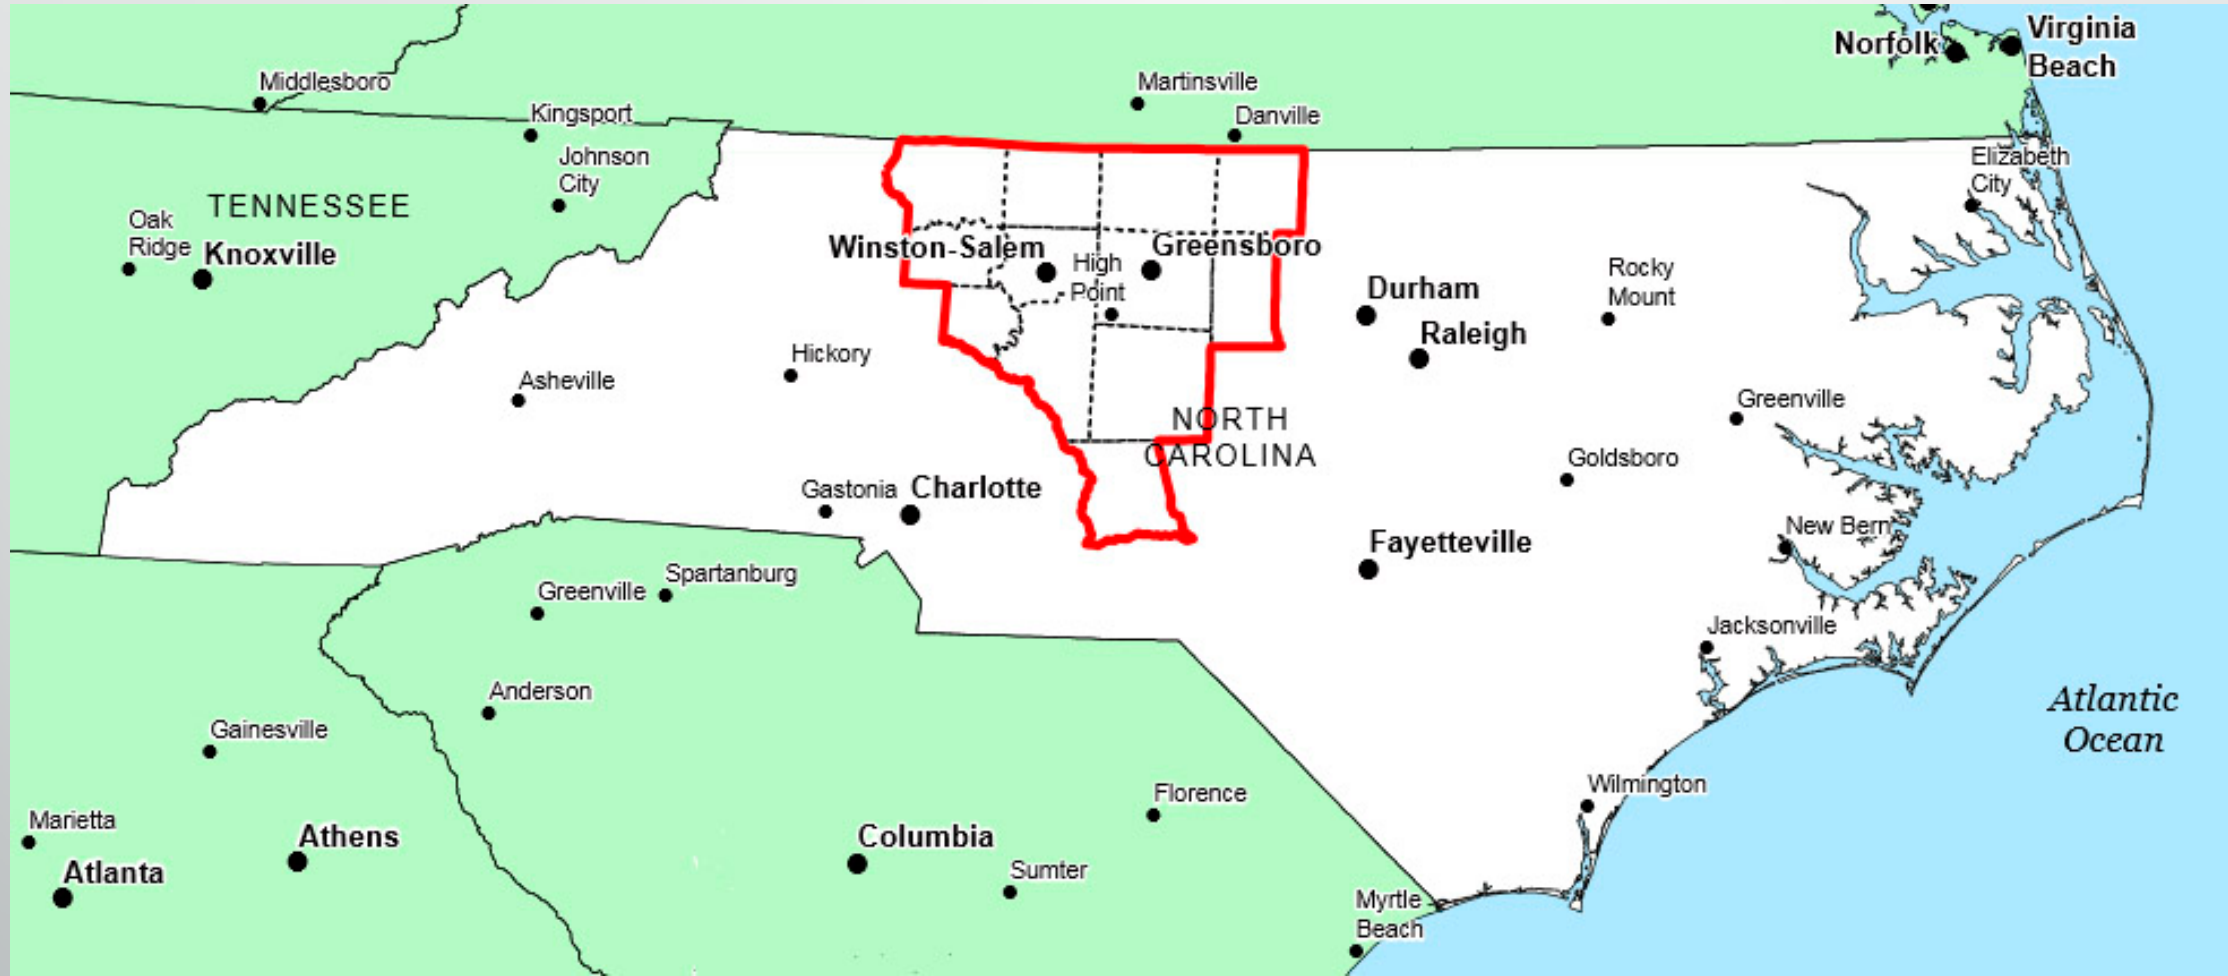 Virginia
Beach
Norfolk
Middlesboro
Martinsville
Kingsport
Danville
Johnson
City
Elizabeth
City
TENNESSEE
Oak
Ridge
Knoxville
Winston-Salem
Greensboro
High
Point
Durham
Rocky
Mount
Raleigh
Hickory
Asheville
Greenville
NORTH
CAROLINA
Goldsboro
Gastonia
Charlotte
New Bern
Fayetteville
Spartanburg
Greenville
Jacksonville
Anderson
Atlantic
Ocean
Gainesville
Wilmington
Florence
Marietta
Athens
Columbia
Atlanta
Sumter
Myrtle
Beach